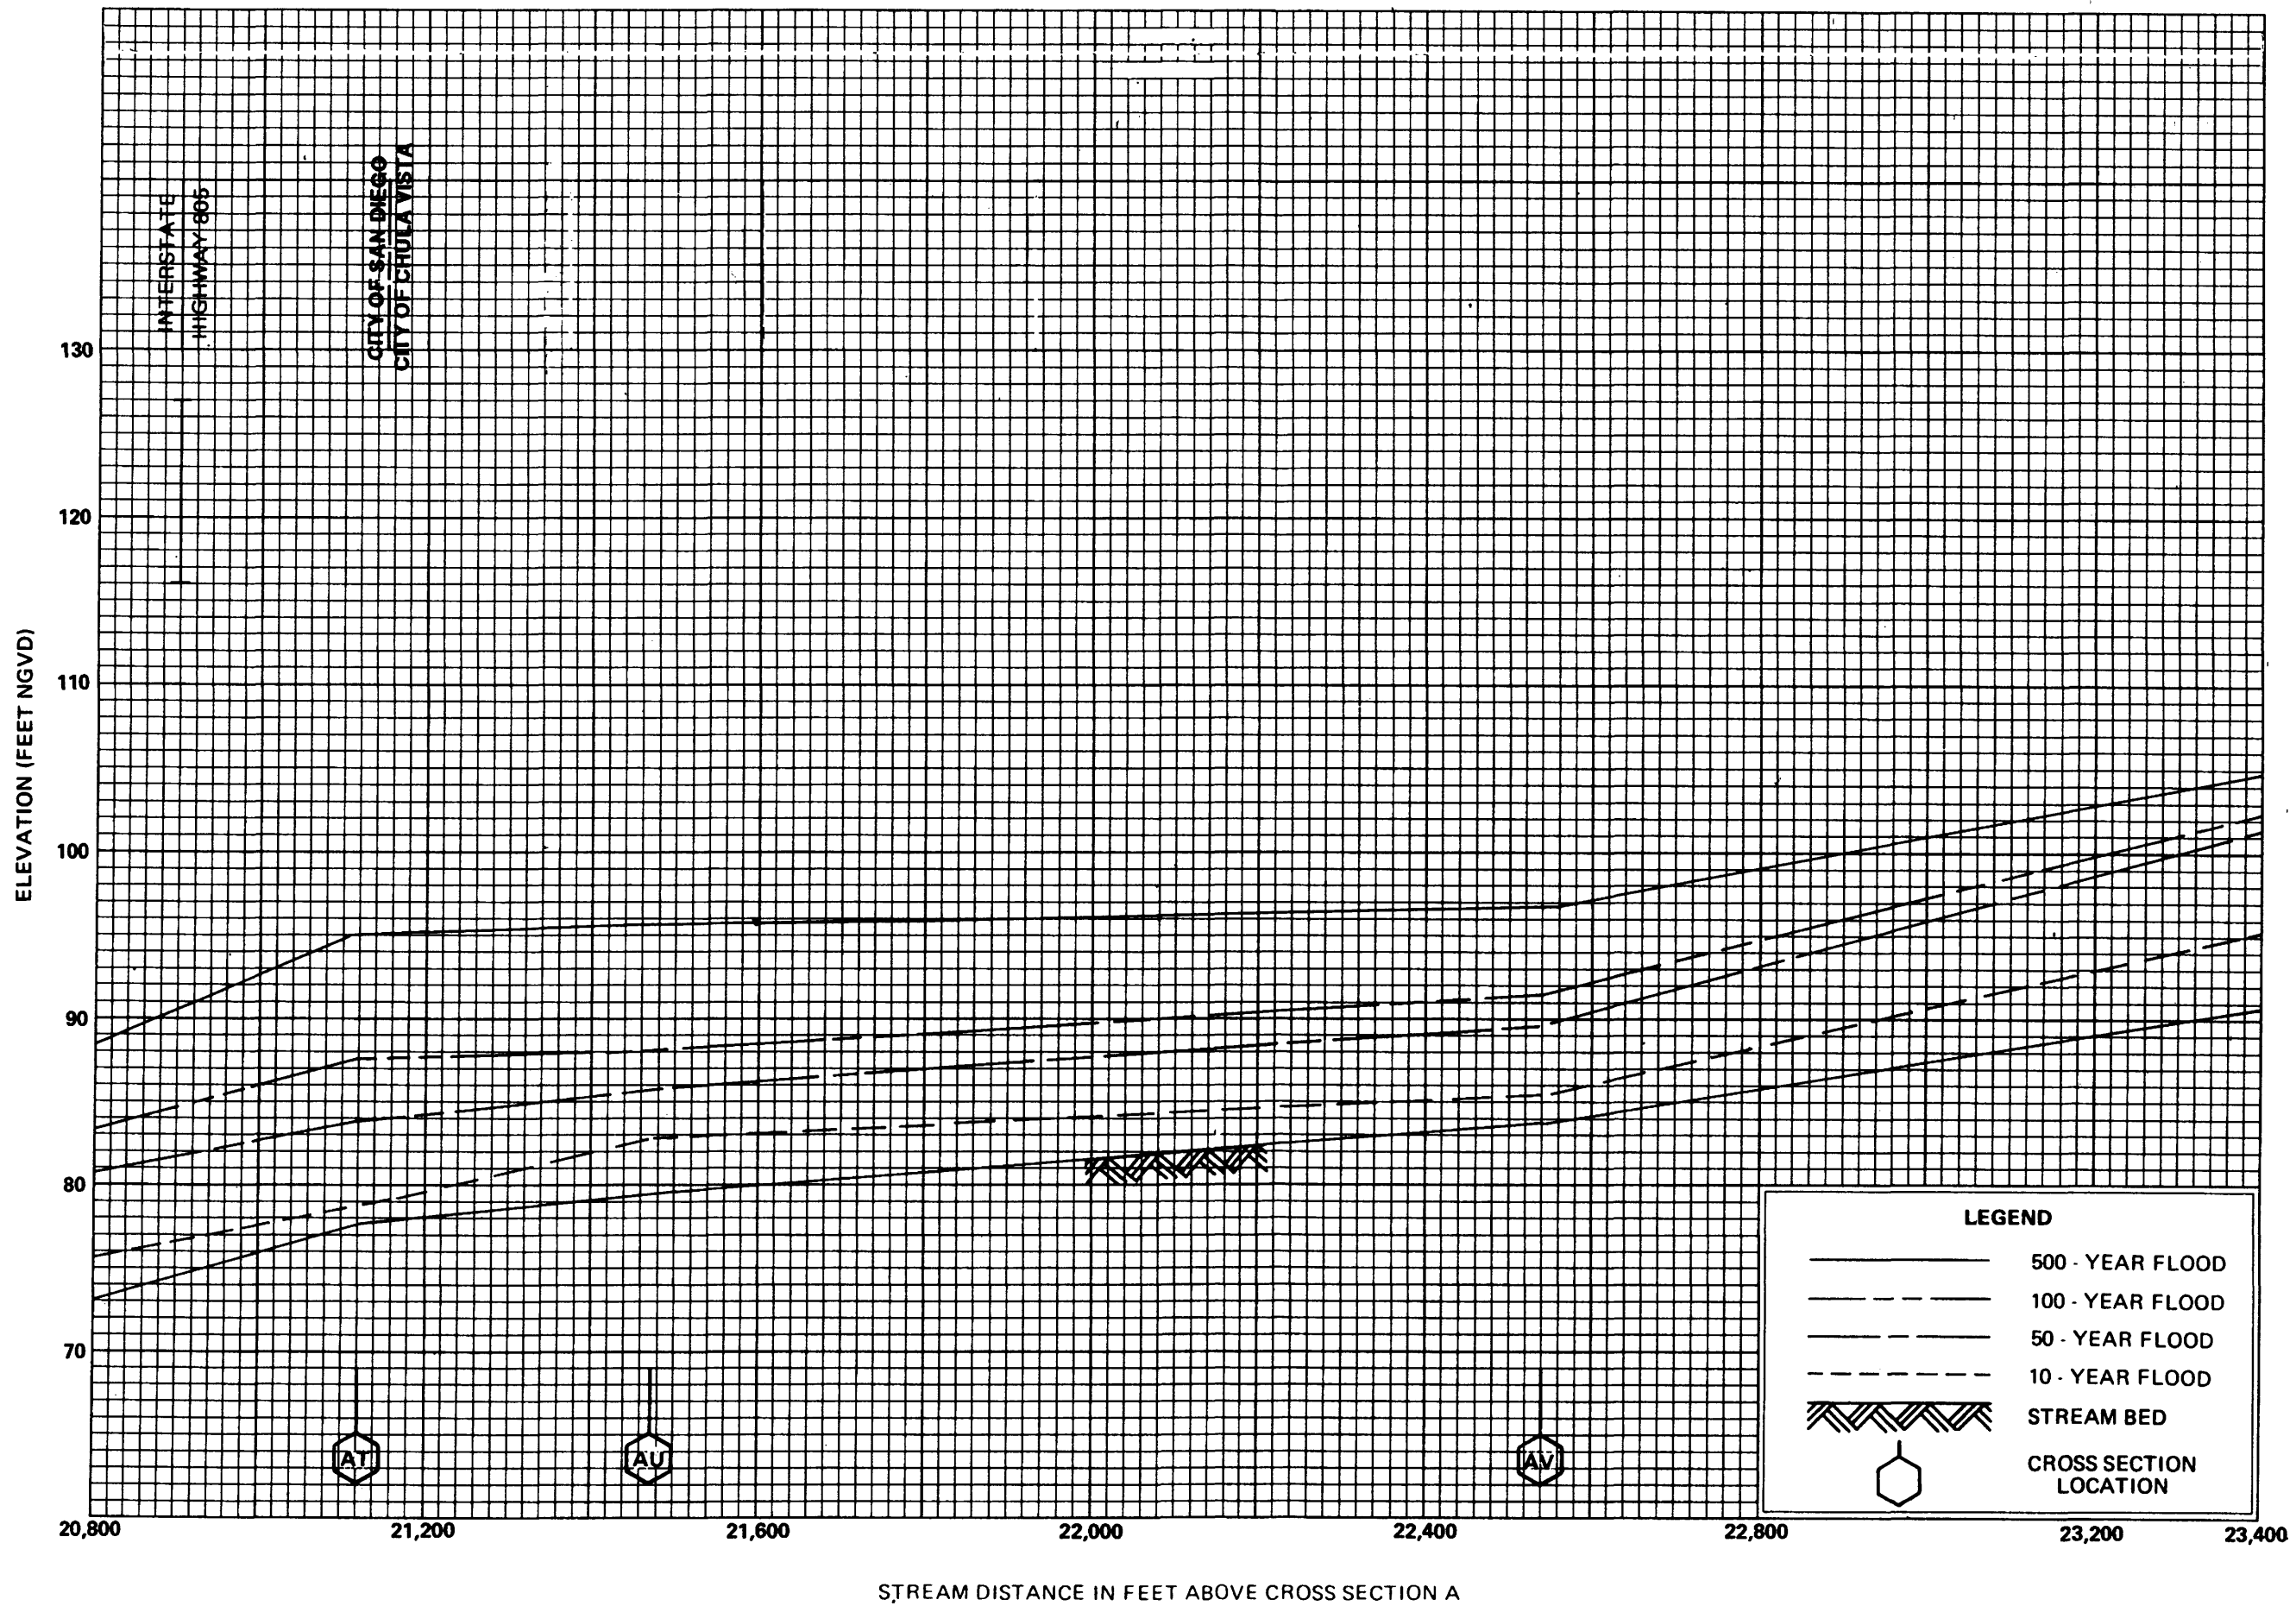 INTERSTATE
HIGHWAY 805
CITY OF SAN DIEGO
CITY OF CHULA VISTA
ELEVATION (FEET NGVD)
130
120
110
100
90
80
70
AT
AU
AV
20,800
21,200
21,600
22,000
22,400
22,800
23,200
23,400
STREAM DISTANCE IN FEET ABOVE CROSS SECTION A
LEGEND
500 - YEAR FLOOD
100 - YEAR FLOOD
50 - YEAR FLOOD
10 - YEAR FLOOD
STREAM BED
CROSS SECTION
LOCATION